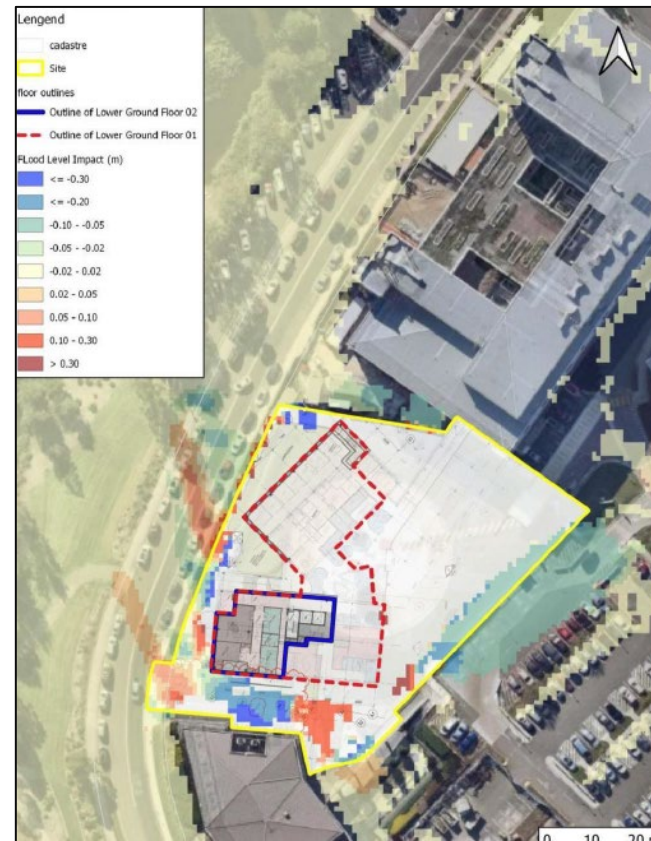 Lengend
cadastre
Site
floor outlines
Outline of Lower Ground Floor 02
Outline of Lower Ground Floor 01
FLood Level Impact (m)
<= -0.30
<= -0.20
-0.10 - -0.05
-0.05 - -0.02
-0.02 - 0.02
0.02 - 0.05
0.05 - 0.10
0.10 - 0.30
> 0.30
0 10 20